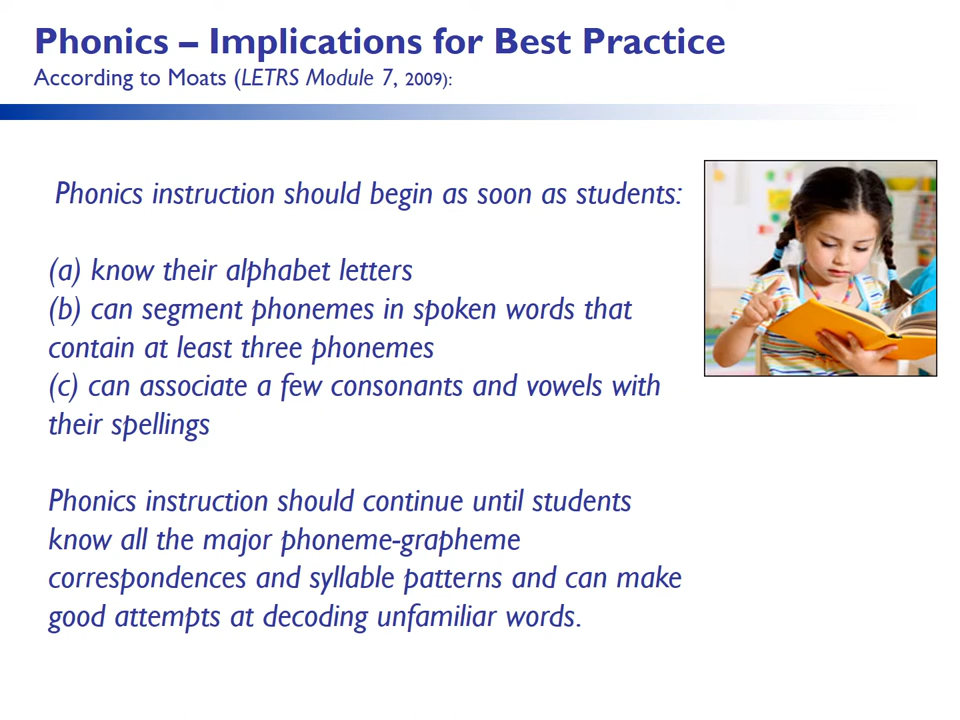 Phonics – Implications for Best Practice
According to Moats (LETRS Module 7, 2009):
Phonics instruction should begin as soon as students:
(a) know their alphabet letters
(b) can segment phonemes in spoken words that
contain at least three phonemes
(c) can associate a few consonants and vowels with
their spellings
Phonics instruction should continue until students
know all the major phoneme-grapheme
correspondences and syllable patterns and can make
good attempts at decoding unfamiliar words.